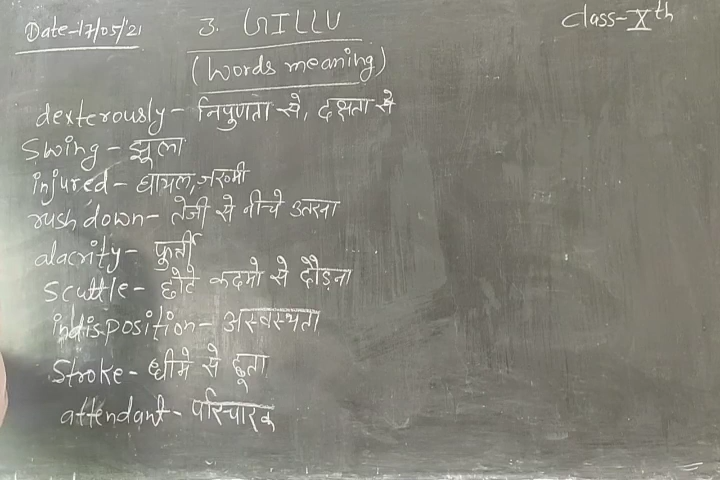 Date-17/05/21 3. GILLU Class-Xth
(Words meaning)
dexterously- निपुणता से, दक्षता से
Swing- झूला
injured- घायल, जख्मी
rush down- तेजी से नीचे उतरना
alacrity- फुर्ती
Scuttle- छोटे कदमो से दौड़ना
indisposition- अस्वस्थता
Stroke- धीमे से छूता
attendant- परिचारक